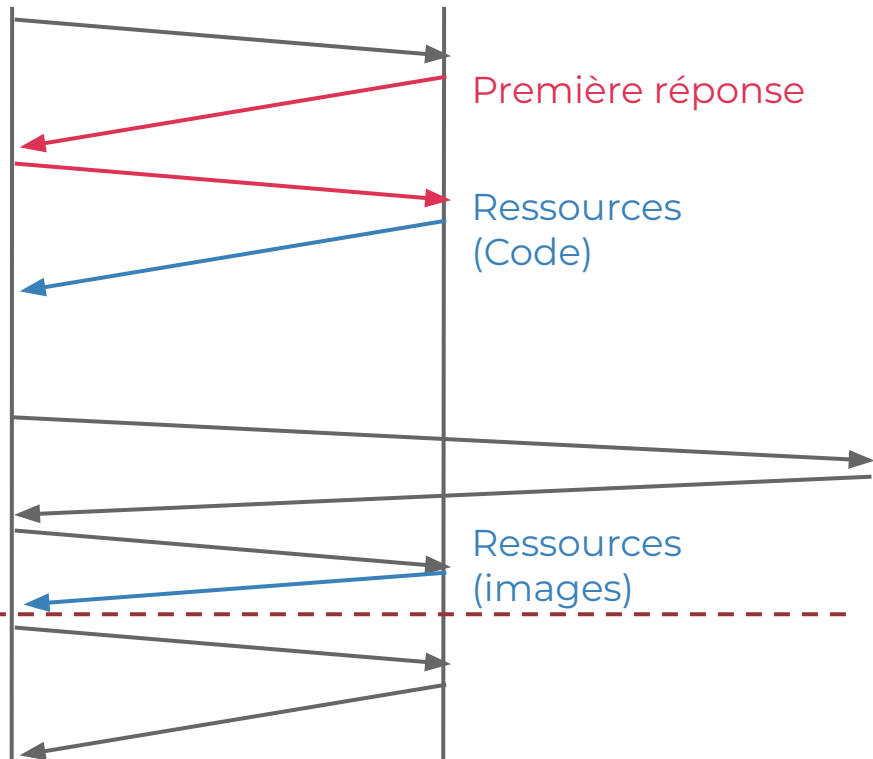 Première réponse
Ressources
(Code)
Ressources
(images)